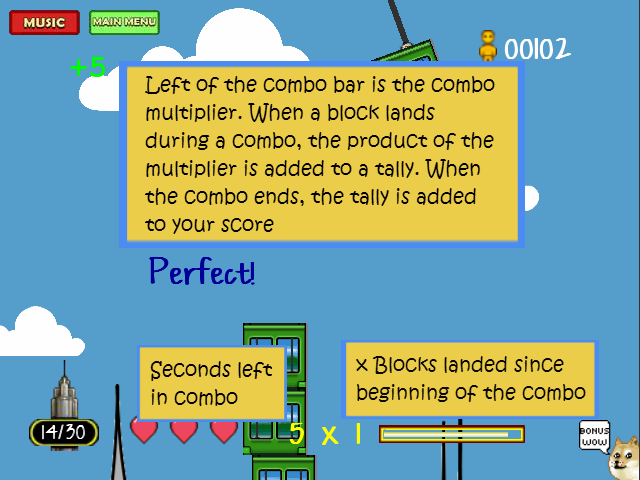 MUSIC
MAIN MENU
00102
+5
Left of the combo bar is the combo
multiplier. When a block lands
during a combo, the product of the
multiplier is added to a tally. When
the combo ends, the tally is added
to your score
Perfect!
Seconds left
in combo
x Blocks landed since
beginning of the combo
14/30
5 x 1
BONUS
WOW